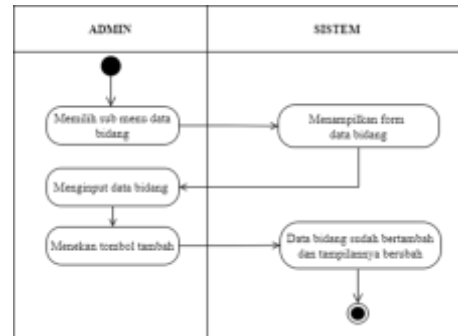 ADMIN
SISTEM
Memilih sub menu data
bidang
Menampilkan form
data bidang
Menginput data bidang
Menekan tombol tambah
Data bidang sudah bertambah
dan tampilannya berubah